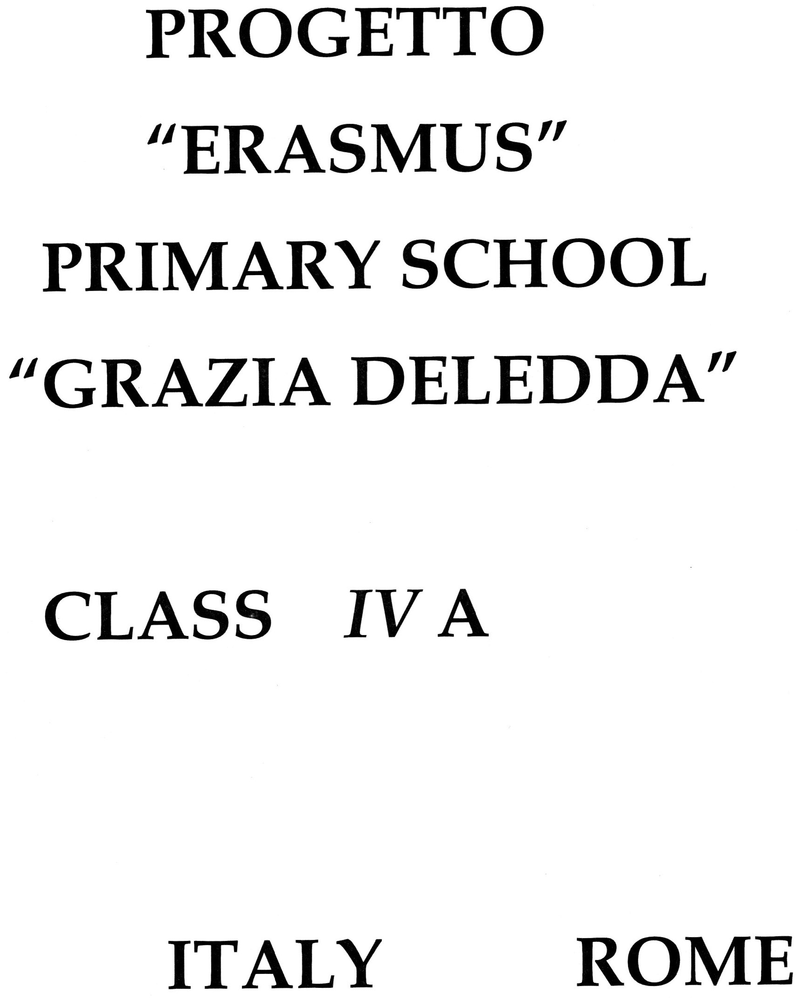 PROGETTO
“ERASMUS”
PRIMARY SCHOOL
“GRAZIA DELEDDA”
CLASS IV A
ITALY ROME